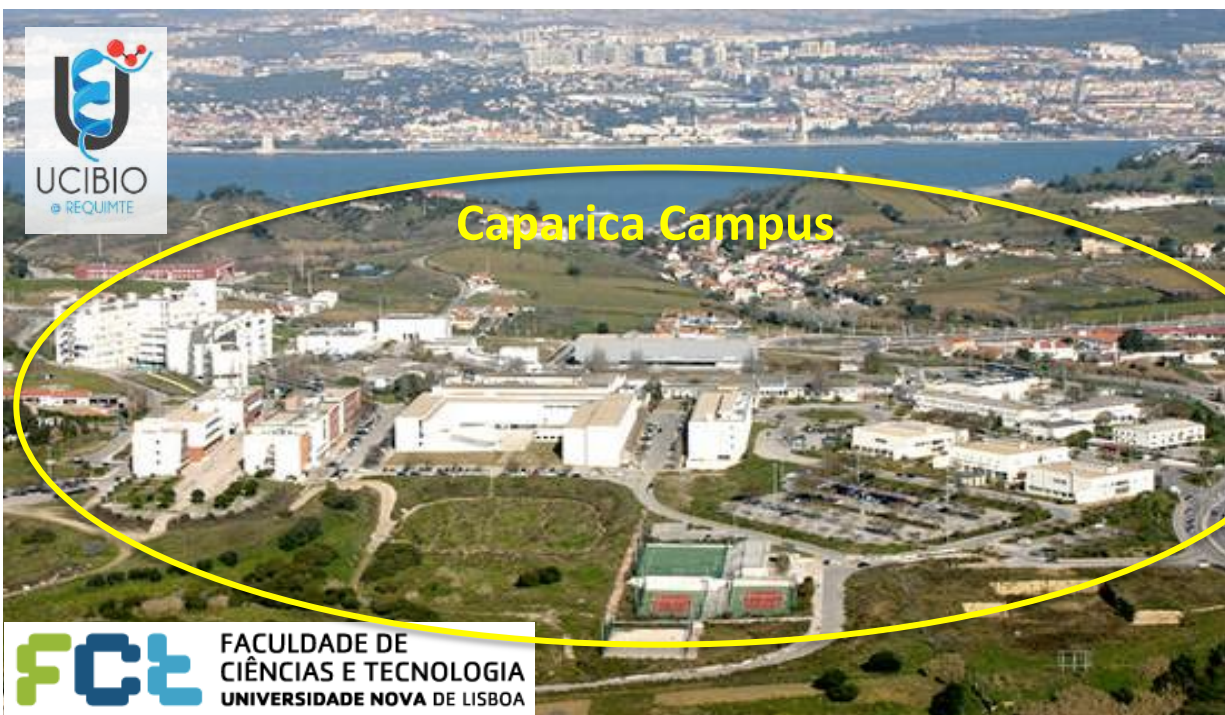 UCIBIO
@ REQUIMTE
Caparica Campus
FCt
FACULDADE DE
CIÊNCIAS E TECNOLOGIA
UNIVERSIDADE NOVA DE LISBOA